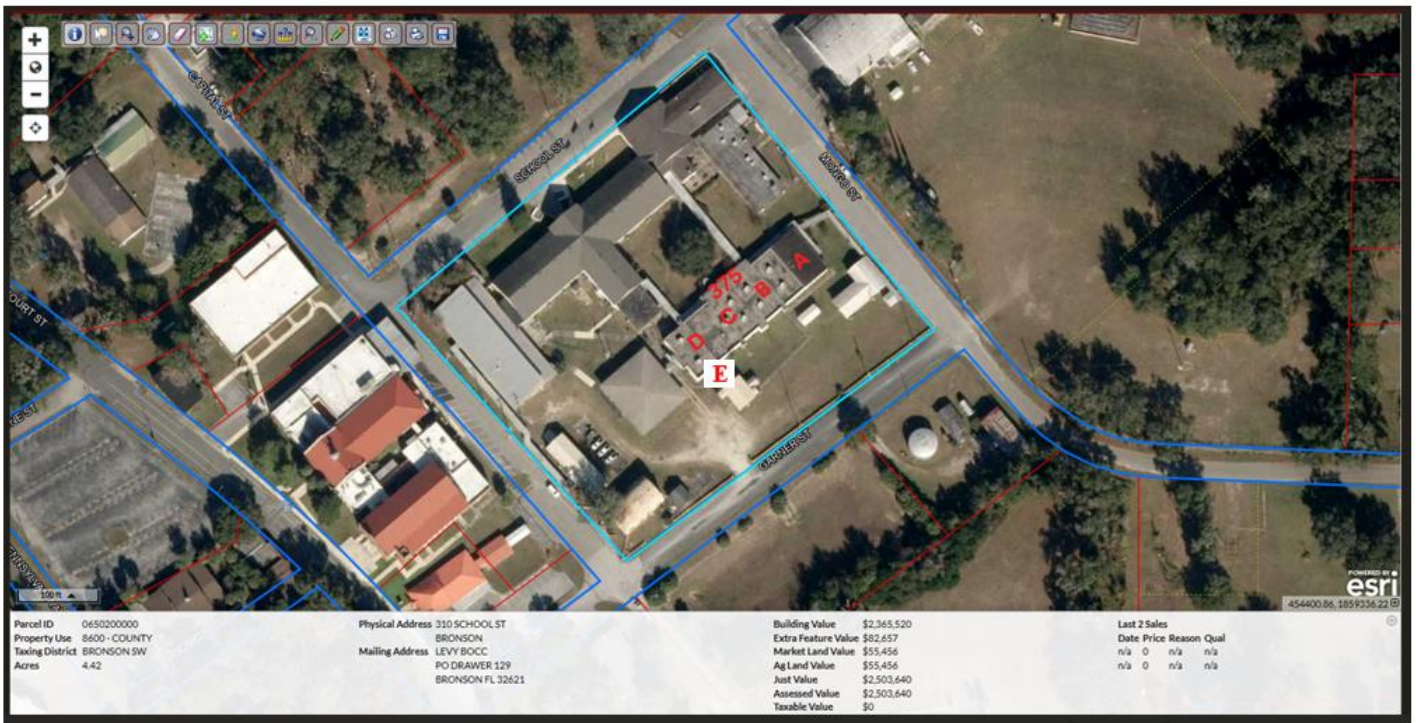 +
−
CAPITAL ST
SCHOOL ST
MONGO ST
375
A
B
C
D
E
COURT ST
NE ST
GARNER ST
100 ft
POWERED BY
esri
454400.86, 1859336.22
Parcel ID 0650200000
Property Use 8600 - COUNTY
Taxing District BRONSON SW
Acres 4.42
Physical Address 310 SCHOOL ST
BRONSON
Mailing Address LEVY BOCC
PO DRAWER 129
BRONSON FL 32621
Building Value $2,365,520
Extra Feature Value $82,657
Market Land Value $55,456
Ag Land Value $55,456
Just Value $2,503,640
Assessed Value $2,503,640
Taxable Value $0
Last 2 Sales
Date Price Reason Qual
n/a 0 n/a n/a
n/a 0 n/a n/a